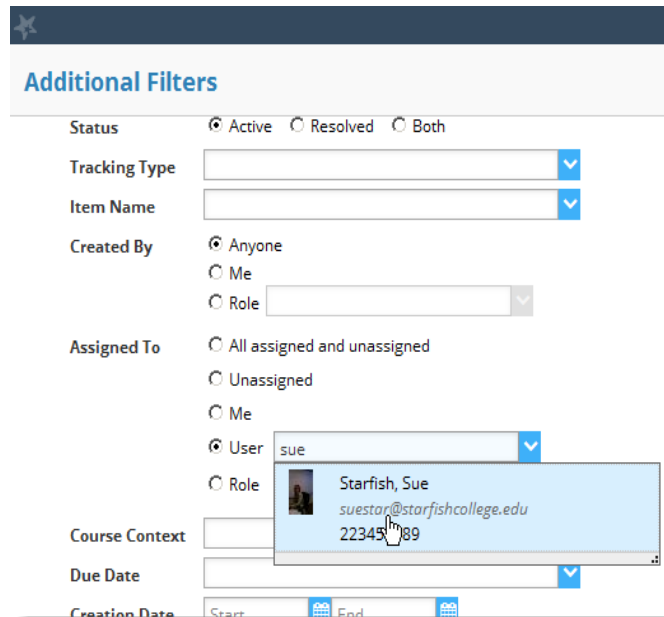 Additional Filters
Status Active Resolved Both
Tracking Type
Item Name
Created By Anyone
Me
Role
Assigned To All assigned and unassigned
Unassigned
Me
User sue
Role
Starfish, Sue
suestar@starfishcollege.edu
Course Context
Due Date
Creation Date Start End